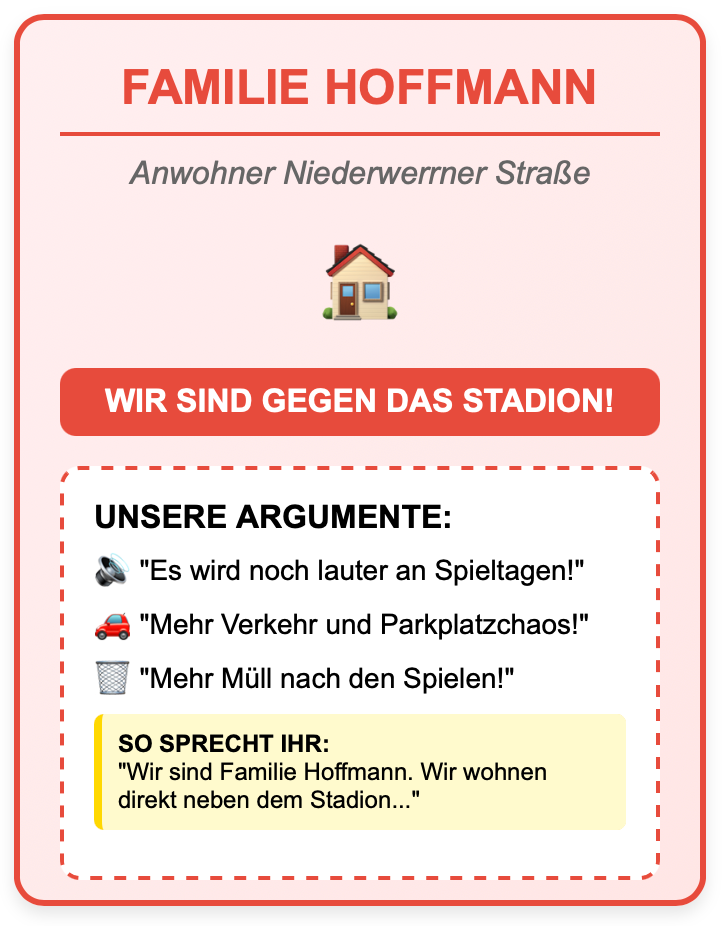 FAMILIE HOFFMANN
Anwohner Niederwerrner Straße
WIR SIND GEGEN DAS STADION!
UNSERE ARGUMENTE:
"Es wird noch lauter an Spieltagen!"
"Mehr Verkehr und Parkplatzchaos!"
"Mehr Müll nach den Spielen!"
SO SPRECHT IHR:
"Wir sind Familie Hoffmann. Wir wohnen
direkt neben dem Stadion..."